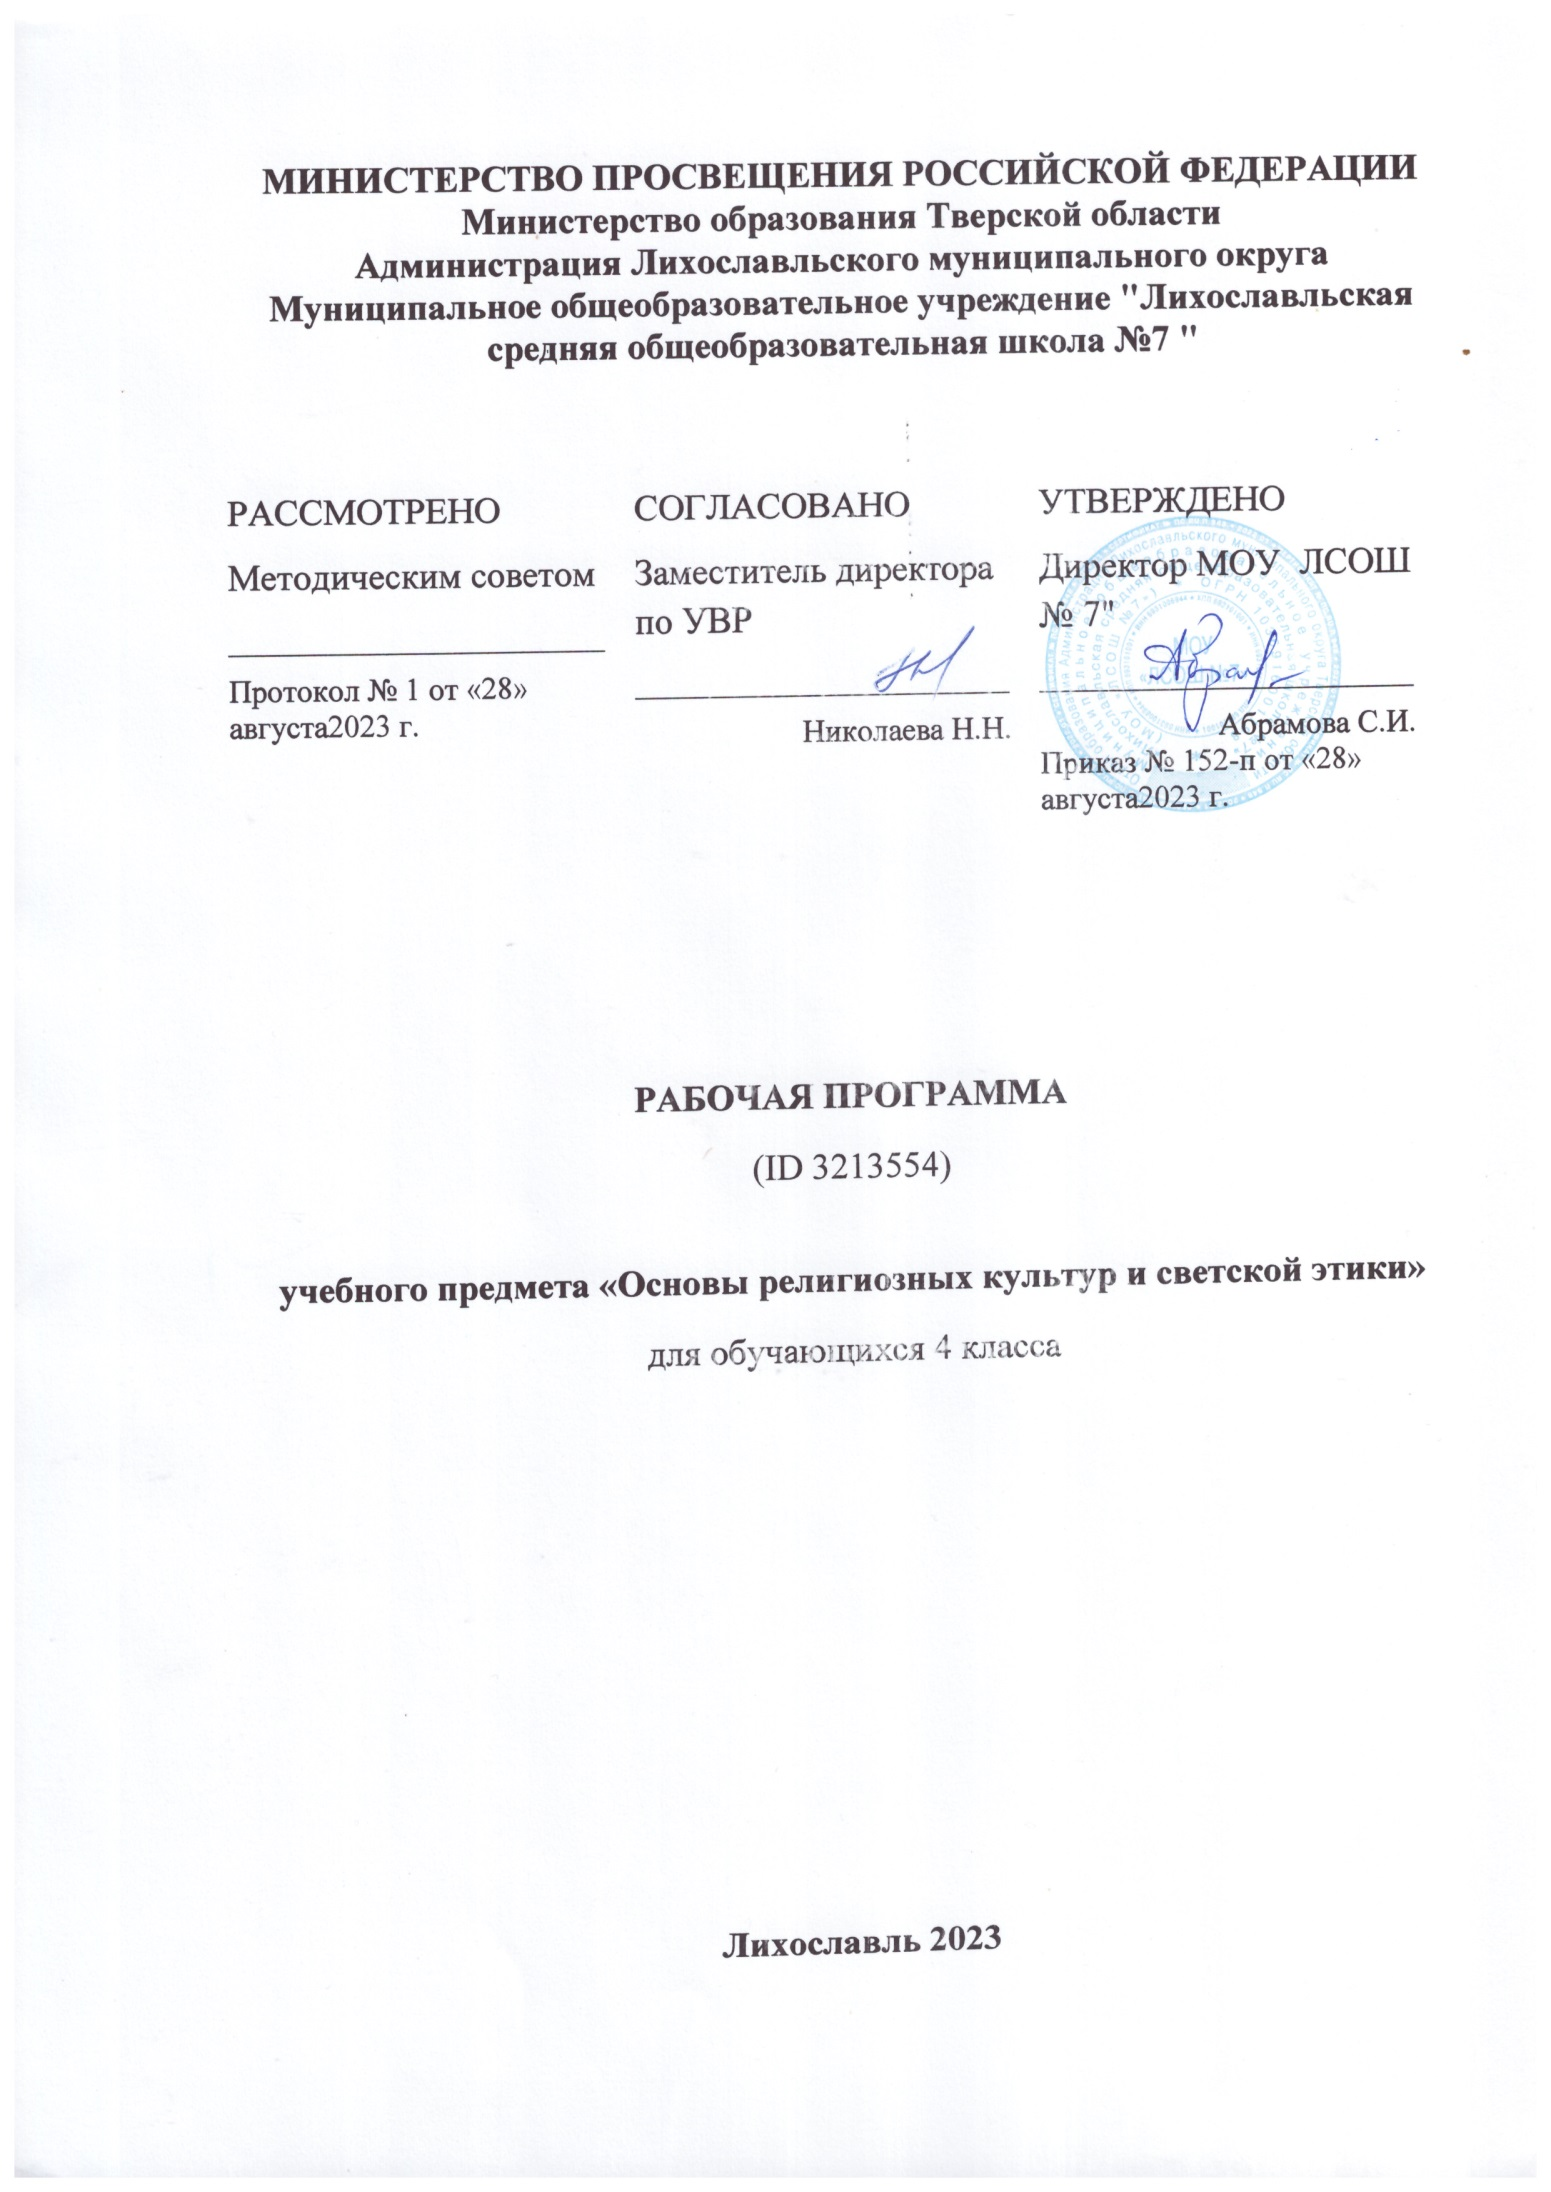 МИНИСТЕРСТВО ПРОСВЕЩЕНИЯ РОССИЙСКОЙ ФЕДЕРАЦИИ
Министерство образования Тверской области
Администрация Лихославльского муниципального округа
Муниципальное общеобразовательное учреждение "Лихославльская
средняя общеобразовательная школа №7 "
РАССМОТРЕНО
Методическим советом
Протокол № 1 от «28»
августа2023 г.
СОГЛАСОВАНО
Заместитель директора
по УВР
Николаева Н.Н.
УТВЕРЖДЕНО
Директор МОУ ЛСОШ
№ 7"
МОУ
Абрамова С.И.
Приказ № 152-п от «28»
августа2023 г.
РАБОЧАЯ ПРОГРАММА
(ID 3213554)
учебного предмета «Основы религиозных культур и светской этики»
для обучающихся 4 класса
Лихославль 2023